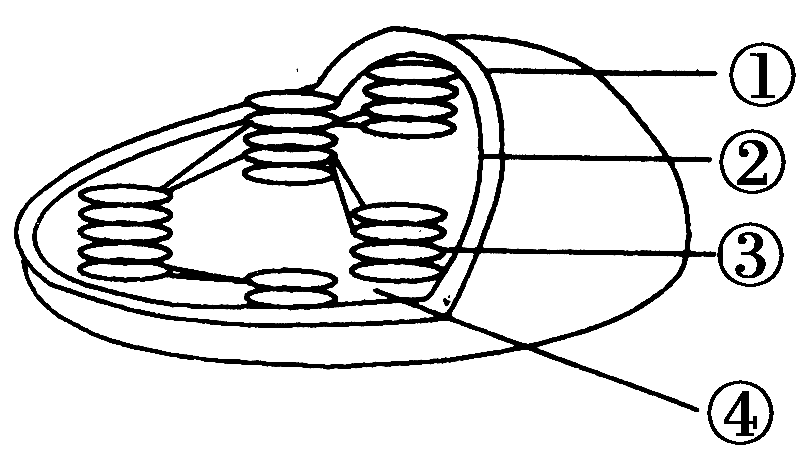 ①
②
③
④